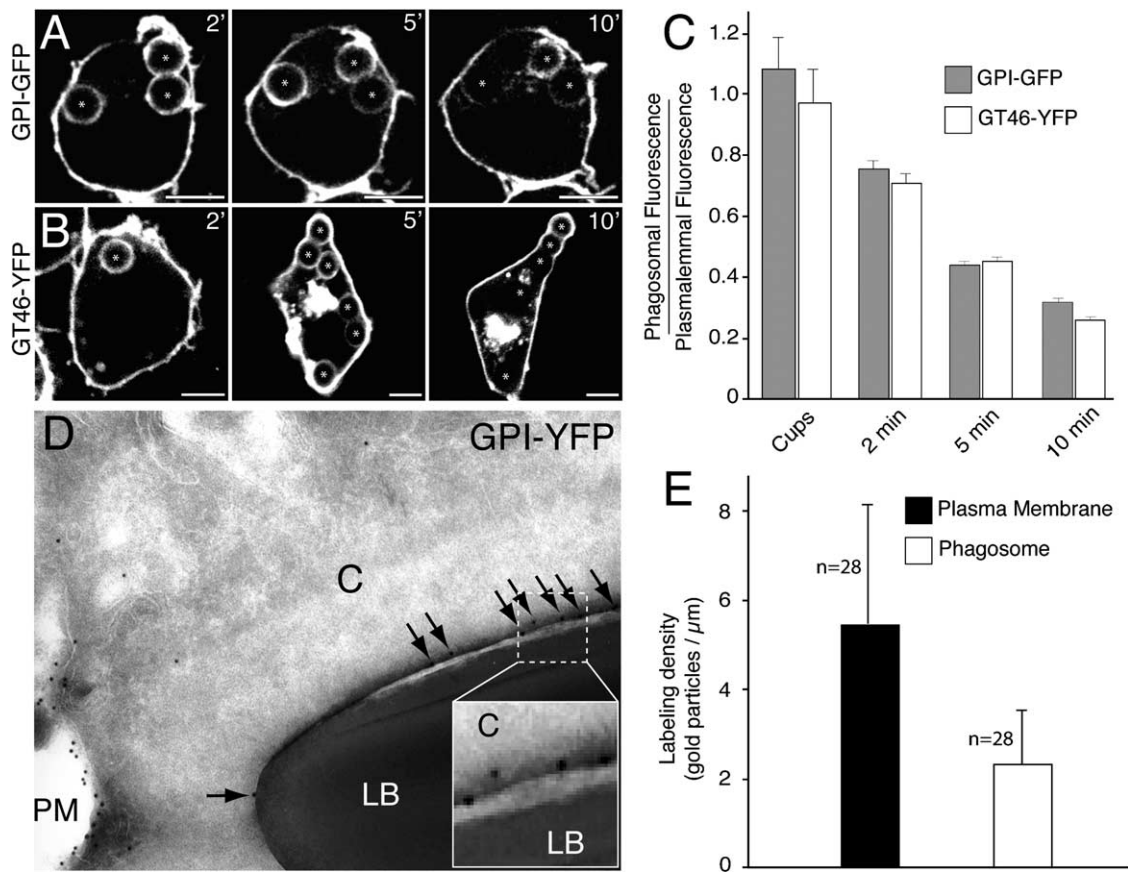 A
GPI-GFP
2’
5’
10’
* * *
* * *
* * *
B
GT46-YFP
2’
5’
10’
*
* * * * * *
* * * * * *
C
Phagosomal Fluorescence
Plasmalemmal Fluorescence
1.2
1.0
0.8
0.6
0.4
0.2
0
GPI-GFP
GT46-YFP
Cups
2 min
5 min
10 min
D
GPI-YFP
C
PM
LB
C
LB
E
Labeling density
(gold particles / µm)
8
6
4
2
0
Plasma Membrane
Phagosome
n=28
n=28